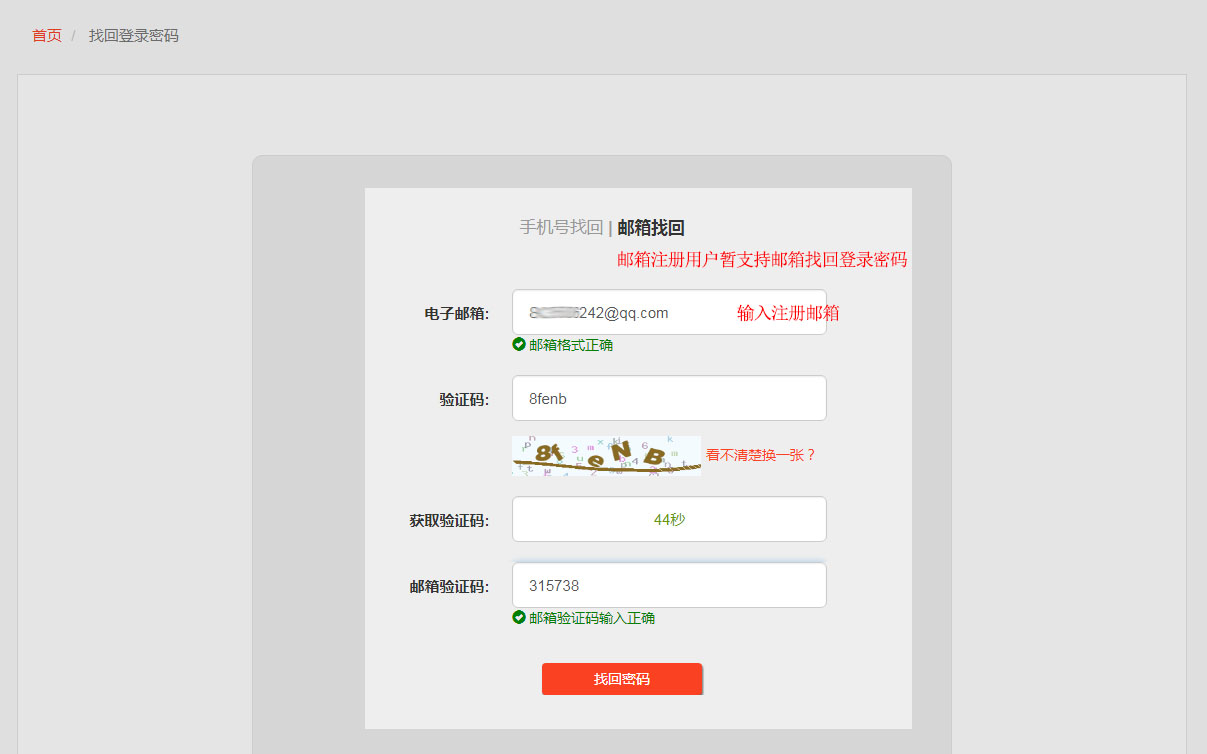 首页 / 找回登录密码
手机号找回 | 邮箱找回
邮箱注册用户暂支持邮箱找回登录密码
电子邮箱: 242@qq.com 输入注册邮箱
邮箱格式正确
验证码: 8fenb
8feNB 看不清楚换一张？
获取验证码: 44秒
邮箱验证码: 315738
邮箱验证码输入正确
找回密码